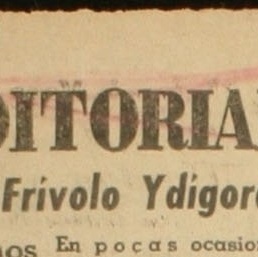 DITORIA
Frívolo Ydígor
nos En pocas ocasio